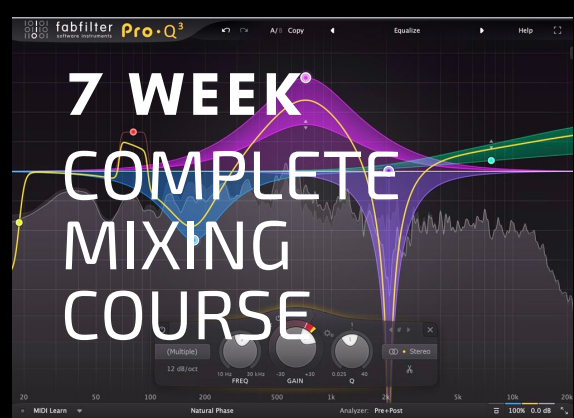 fabfilter Pro·Q³
software instruments
A/B Copy Equalize Help
7 WEEK
COMPLETE
MIXING
COURSE
(Multiple) Stereo
12 dB/oct
10 Hz 30 kHz -30 +30 0.025 40
FREQ GAIN Q
20 50 100 200 500 1k 2k 5k 10k 20k
MIDI Learn Natural Phase Analyzer: Pre+Post 100% 0.0 dB